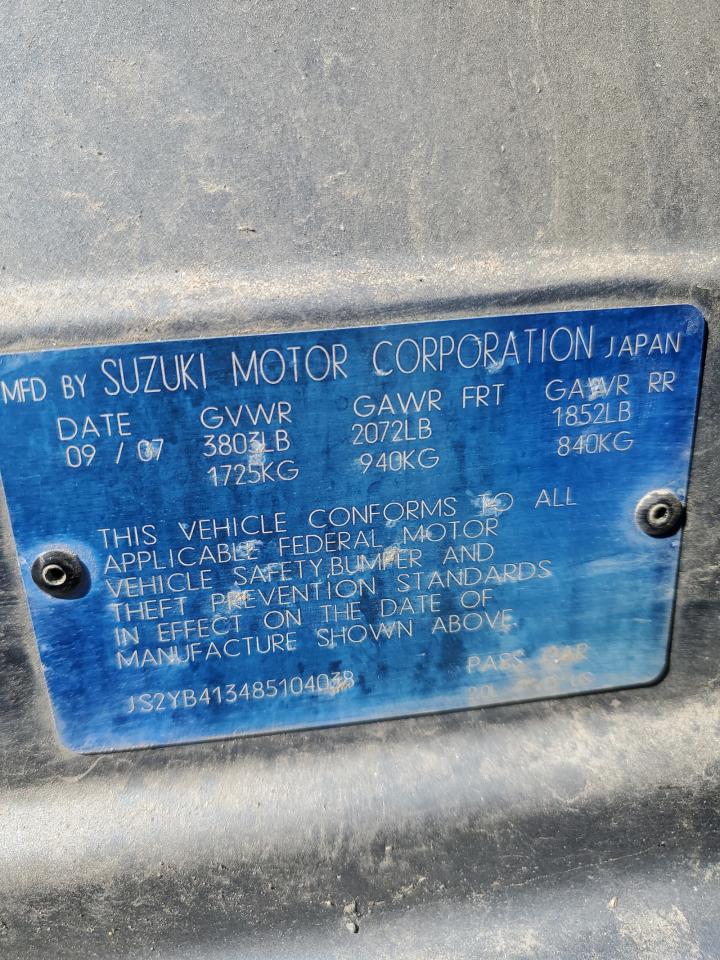 MFD BY SUZUKI MOTOR CORPORATION JAPAN
DATE GVWR GAWR FRT GAWR RR
09 / 07 3803LB 2072LB 1852LB
1725KG 940KG 840KG
THIS VEHICLE CONFORMS TO ALL
APPLICABLE FEDERAL MOTOR
VEHICLE SAFETY,BUMPER AND
THEFT PREVENTION STANDARDS
IN EFFECT ON THE DATE OF
MANUFACTURE SHOWN ABOVE.
JS2YB413485104038 PASS CAR